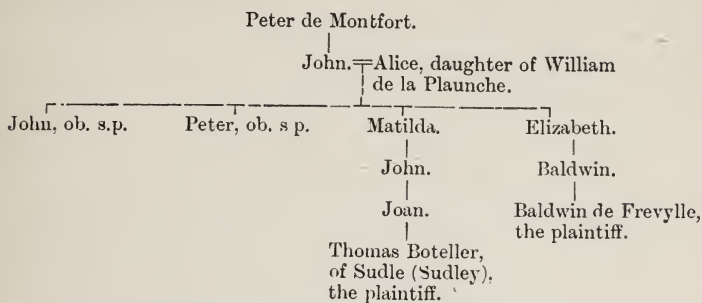 Peter de Montfort.
John.=Alice, daughter of William
de la Plaunche.
John, ob. s.p. Peter, ob. s p. Matilda. Elizabeth.
John. Baldwin.
Joan. Baldwin de Frevylle,
the plaintiff.
Thomas Boteller,
of Sudle (Sudley),
the plaintiff.